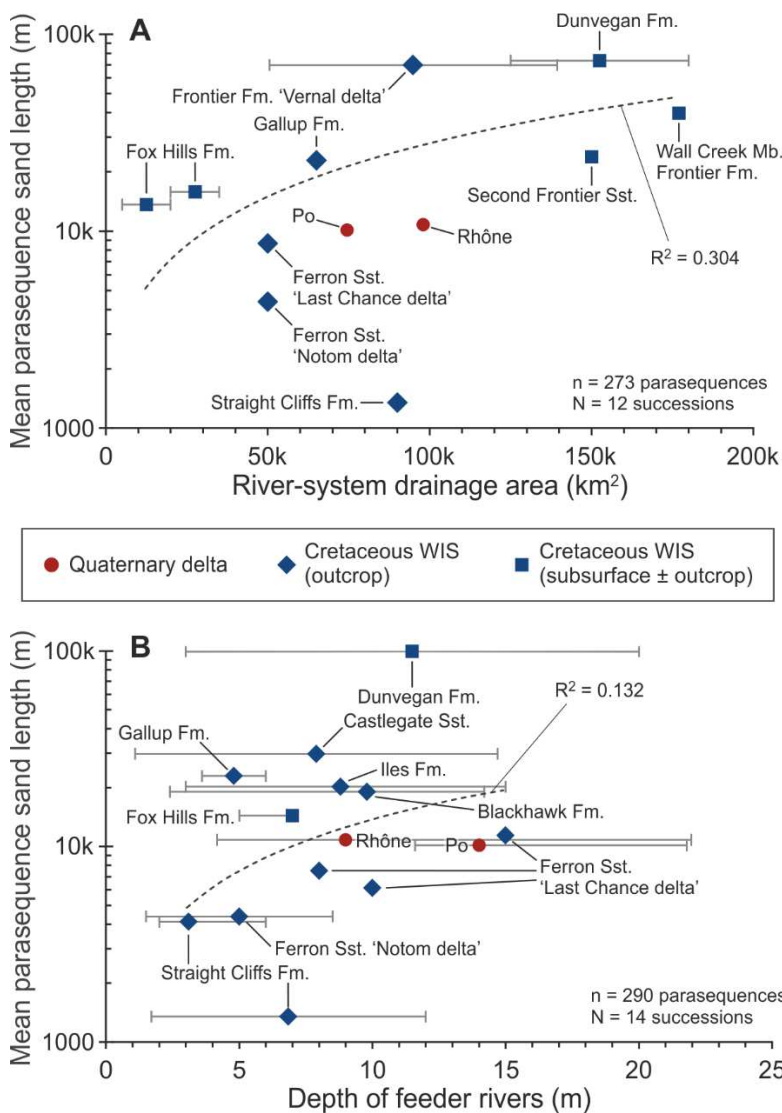 A
Mean parasequence sand length (m)
100k
10k
1000
Dunvegan Fm.
Frontier Fm. ‘Vernal delta’
Gallup Fm.
Fox Hills Fm.
Wall Creek Mb.
Frontier Fm.
Second Frontier Sst.
Po
Rhône
R² = 0.304
Ferron Sst.
‘Last Chance delta’
Ferron Sst.
‘Notom delta’
Straight Cliffs Fm.
n = 273 parasequences
N = 12 successions
0 50k 100k 150k 200k
River-system drainage area (km²)
Quaternary delta
Cretaceous WIS
(outcrop)
Cretaceous WIS
(subsurface ± outcrop)
B
Mean parasequence sand length (m)
100k
10k
1000
Dunvegan Fm.
R² = 0.132
Castlegate Sst.
Gallup Fm.
Iles Fm.
Blackhawk Fm.
Fox Hills Fm.
Rhône
Po
Ferron Sst.
‘Last Chance delta’
Ferron Sst. ‘Notom delta’
Straight Cliffs Fm.
n = 290 parasequences
N = 14 successions
0 5 10 15 20 25
Depth of feeder rivers (m)